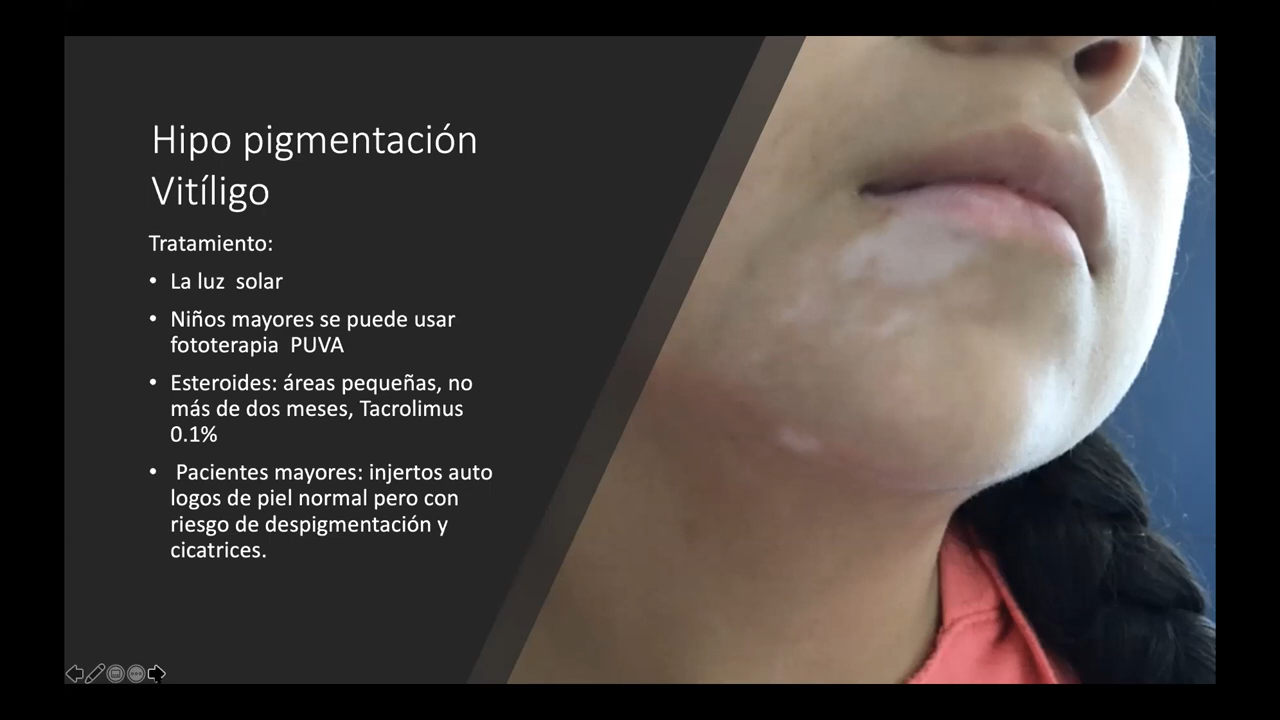 Hipo pigmentación
Vitíligo
Tratamiento:
• La luz  solar
• Niños mayores se puede usar
fototerapia  PUVA
• Esteroides: áreas pequeñas, no
más de dos meses, Tacrolimus
0.1%
•  Pacientes mayores: injertos auto
logos de piel normal pero con
riesgo de despigmentación y
cicatrices.